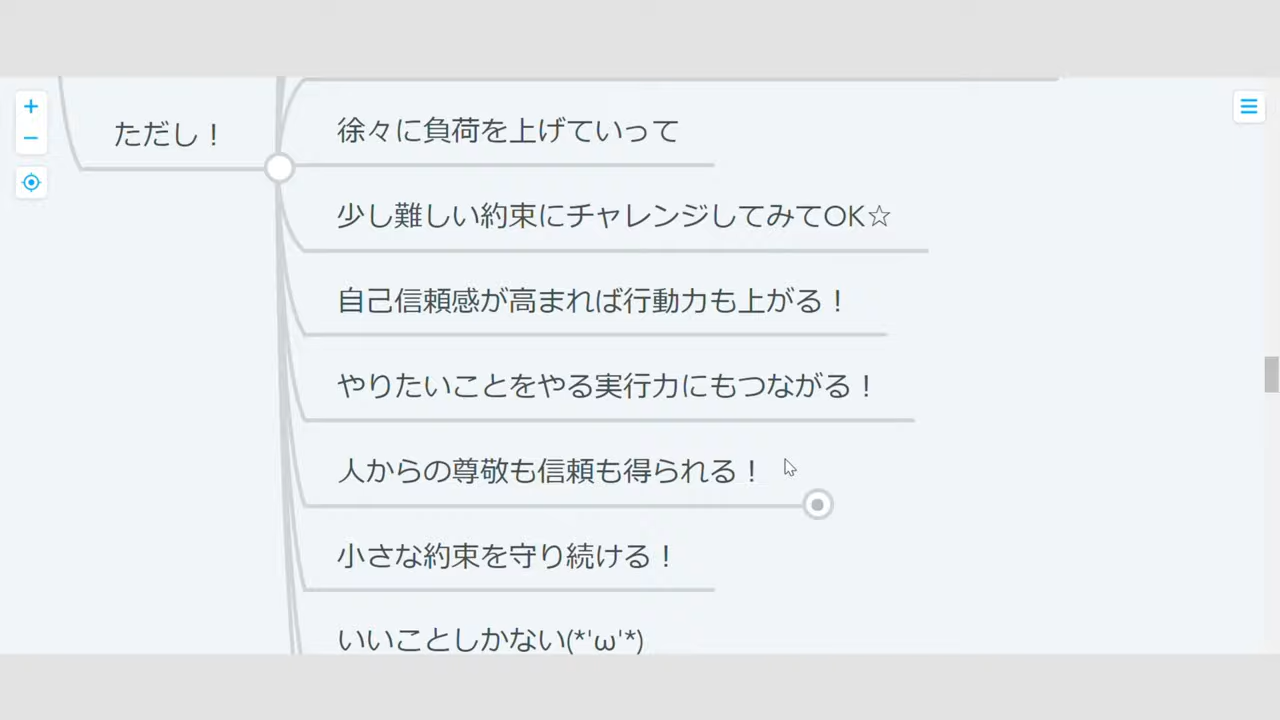 ただし！
徐々に負荷を上げていって
少し難しい約束にチャレンジしてみてOK☆
自己信頼感が高まれば行動力も上がる！
やりたいことをやる実行力にもつながる！
人からの尊敬も信頼も得られる！
小さな約束を守り続ける！
いいことしかない(*'ω'*)